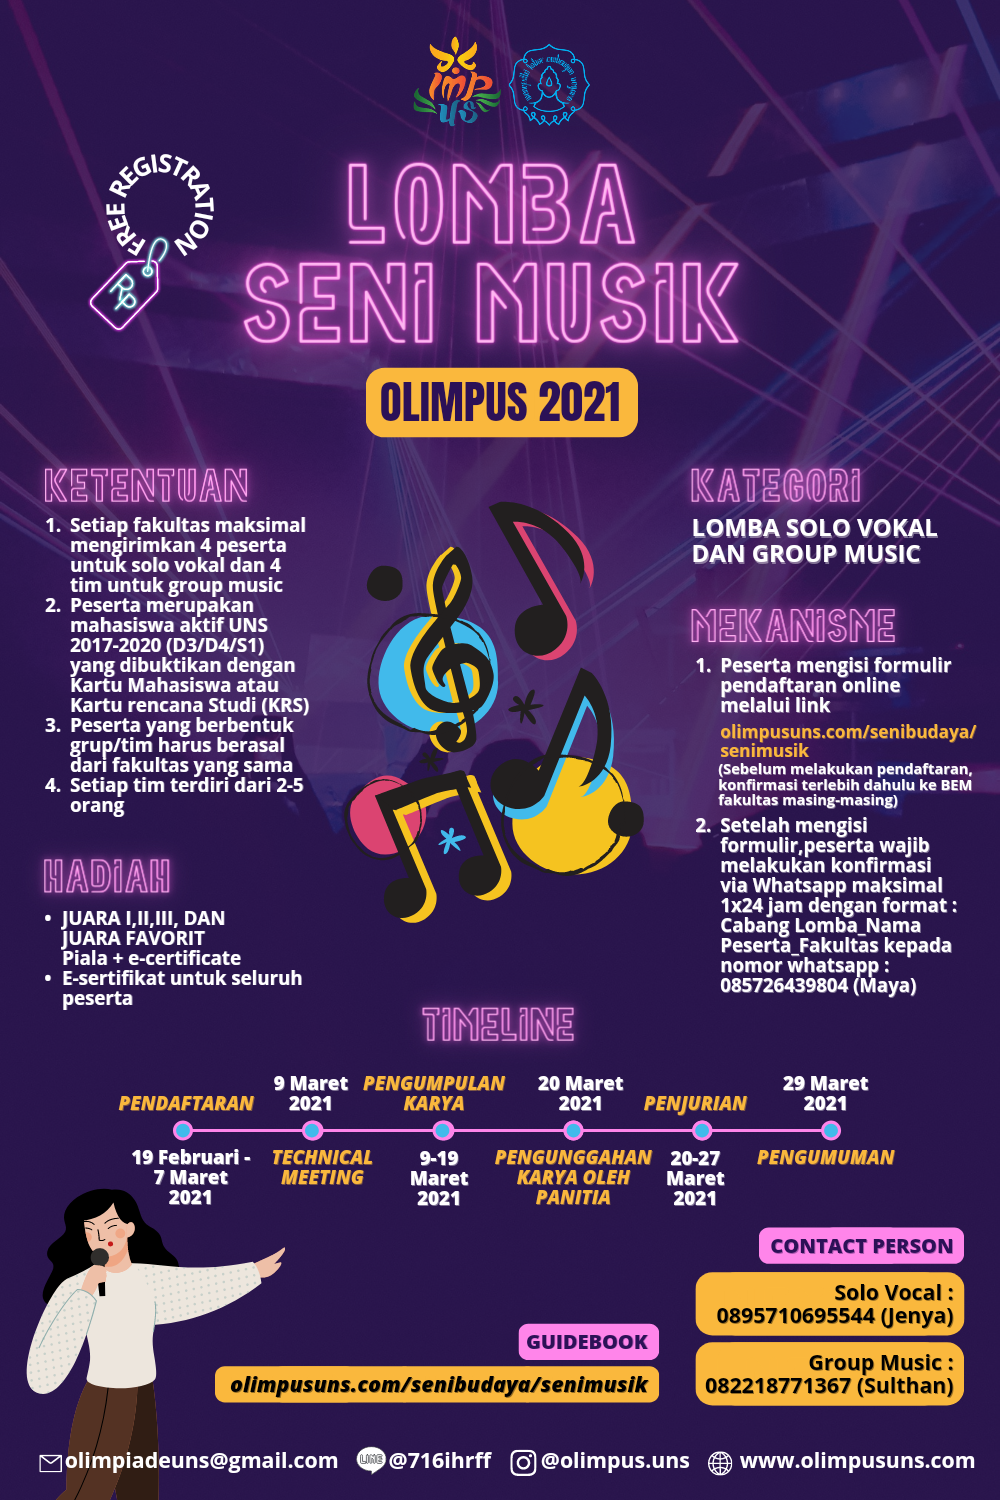 imp
us
universitas sebelas maret surakarta
FREE REGISTRATION
Rp
LOMBA
SENI MUSIK
OLIMPUS 2021
KETENTUAN
1. Setiap fakultas maksimal
mengirimkan 4 peserta
untuk solo vokal dan 4
tim untuk group music
2. Peserta merupakan
mahasiswa aktif UNS
2017-2020 (D3/D4/S1)
yang dibuktikan dengan
Kartu Mahasiswa atau
Kartu rencana Studi (KRS)
3. Peserta yang berbentuk
grup/tim harus berasal
dari fakultas yang sama
4. Setiap tim terdiri dari 2-5
orang
HADIAH
• JUARA I,II,III, DAN
JUARA FAVORIT
Piala + e-certificate
• E-sertifikat untuk seluruh
peserta
KATEGORI
LOMBA SOLO VOKAL
DAN GROUP MUSIC
MEKANISME
1. Peserta mengisi formulir
pendaftaran online
melalui link
olimpusuns.com/senibudaya/
senimusik
(Sebelum melakukan pendaftaran,
konfirmasi terlebih dahulu ke BEM
fakultas masing-masing)
2. Setelah mengisi
formulir,peserta wajib
melakukan konfirmasi
via Whatsapp maksimal
1x24 jam dengan format :
Cabang Lomba_Nama
Peserta_Fakultas kepada
nomor whatsapp :
085726439804 (Maya)
TIMELINE
PENDAFTARAN
19 Februari -
7 Maret
2021
9 Maret
2021
TECHNICAL
MEETING
PENGUMPULAN
KARYA
9-19
Maret
2021
20 Maret
2021
PENGUNGGAHAN
KARYA OLEH
PANITIA
PENJURIAN
20-27
Maret
2021
29 Maret
2021
PENGUMUMAN
CONTACT PERSON
Solo Vocal :
0895710695544 (Jenya)
Group Music :
082218771367 (Sulthan)
GUIDEBOOK
olimpusuns.com/senibudaya/senimusik
olimpiadeuns@gmail.com
LINE
@716ihrff
@olimpus.uns
www.olimpusuns.com